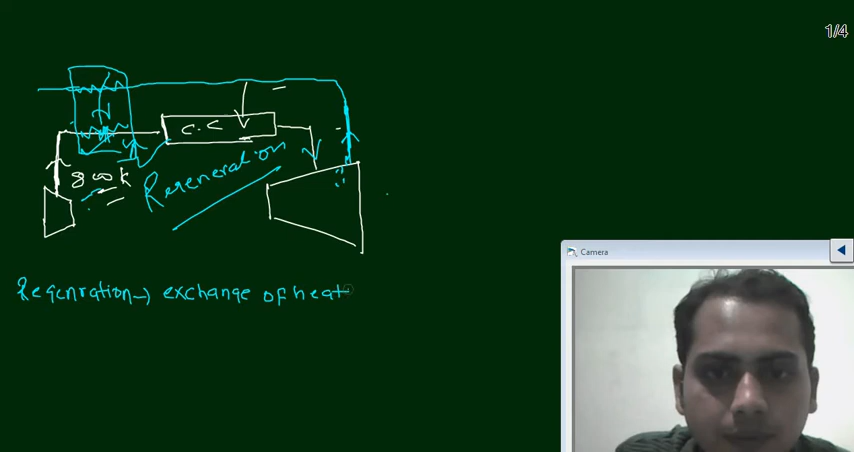 1/4
C.C
800k
Regeneration
Camera
Regenration → exchange of heat